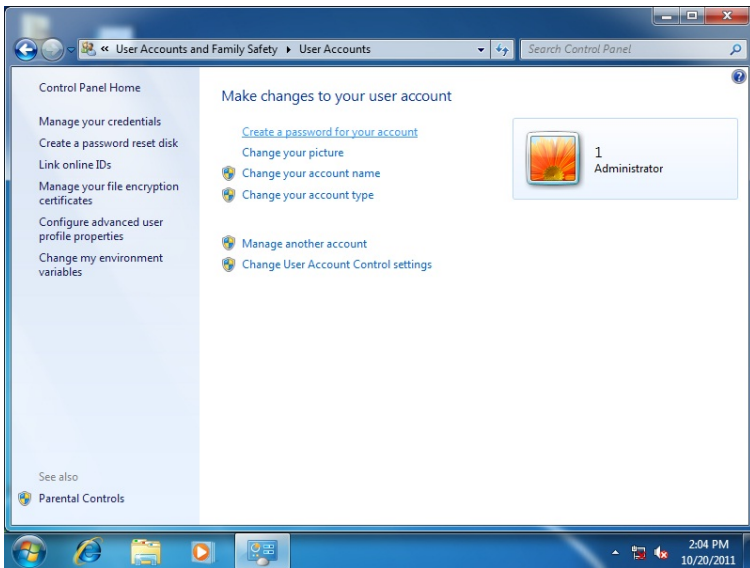 « User Accounts and Family Safety ▸ User Accounts
Search Control Panel
Control Panel Home
Manage your credentials
Create a password reset disk
Link online IDs
Manage your file encryption
certificates
Configure advanced user
profile properties
Change my environment
variables
See also
Parental Controls
Make changes to your user account
Create a password for your account
Change your picture
Change your account name
Change your account type
Manage another account
Change User Account Control settings
1
Administrator
2:04 PM
10/20/2011